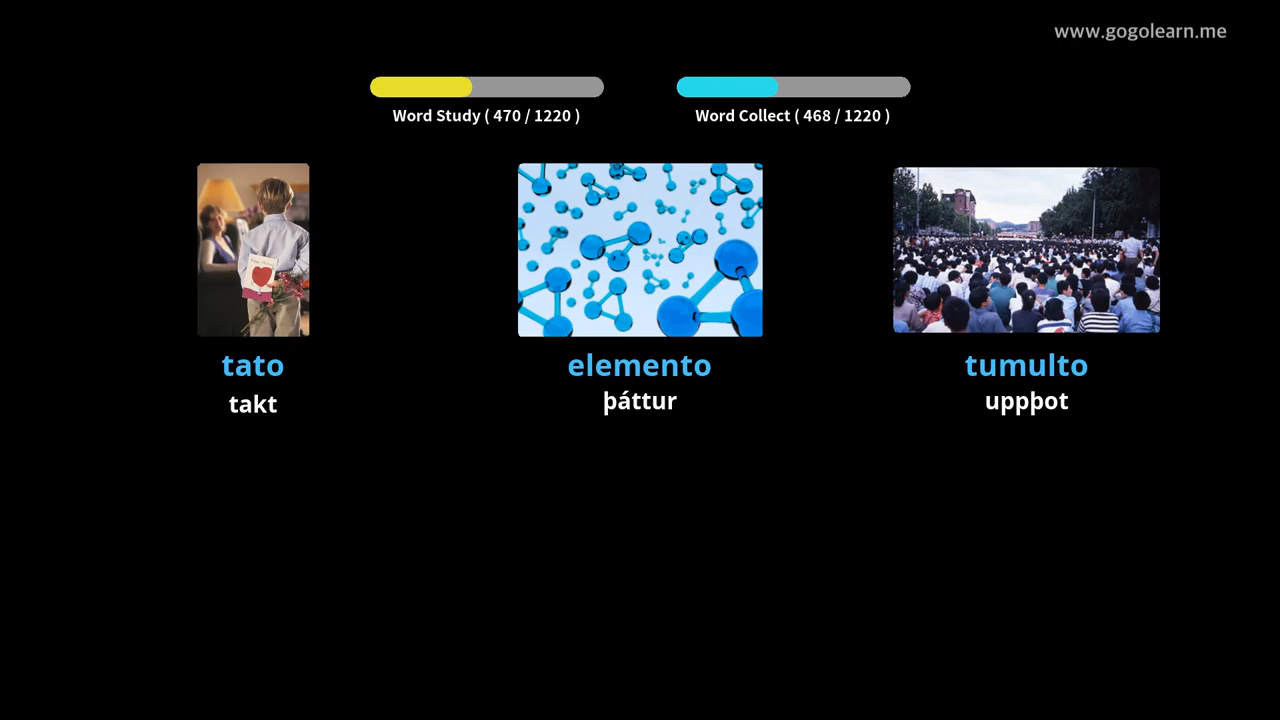 www.gogolearn.me
Word Study ( 470 / 1220 )
Word Collect ( 468 / 1220 )
tato
takt
elemento
þáttur
tumulto
uppþot